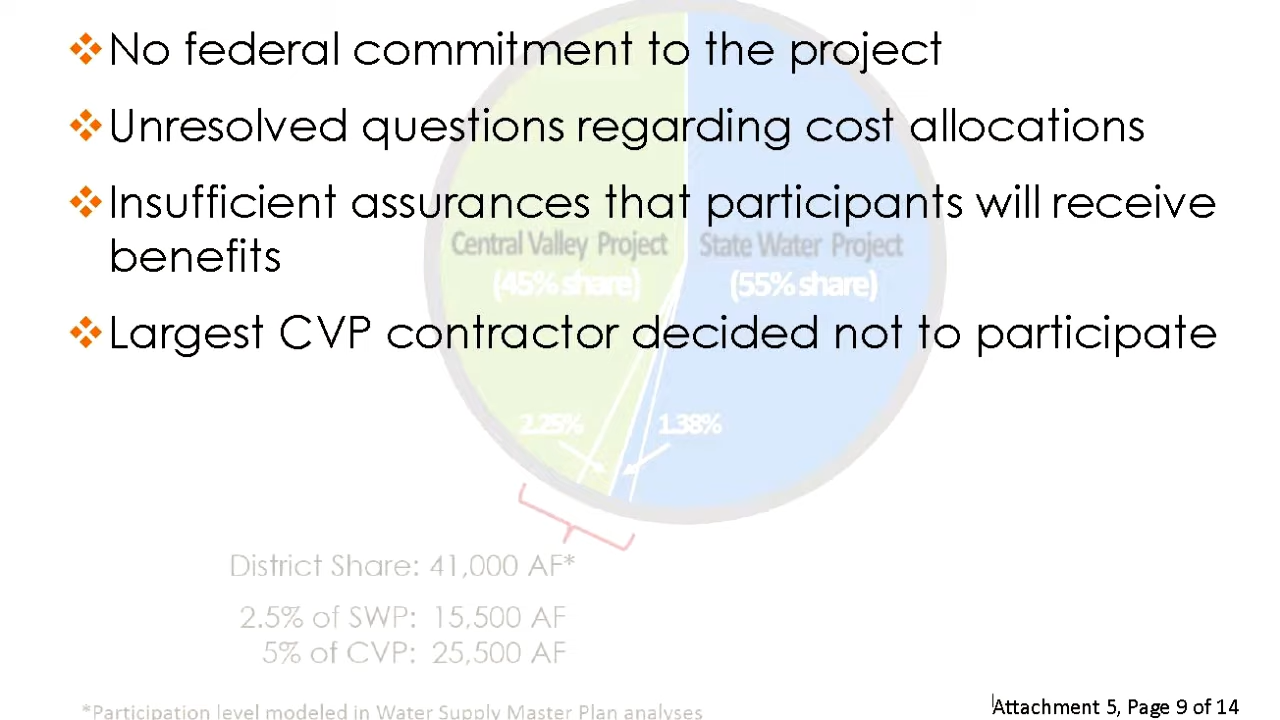 No federal commitment to the project
Unresolved questions regarding cost allocations
Insufficient assurances that participants will receive
benefits
Central Valley Project
(45% share)
State Water Project
(55% share)
Largest CVP contractor decided not to participate
2.25%
1.38%
District Share: 41,000 AF*
2.5% of SWP: 15,500 AF
5% of CVP: 25,500 AF
*Participation level modeled in Water Supply Master Plan analyses
Attachment 5, Page 9 of 14